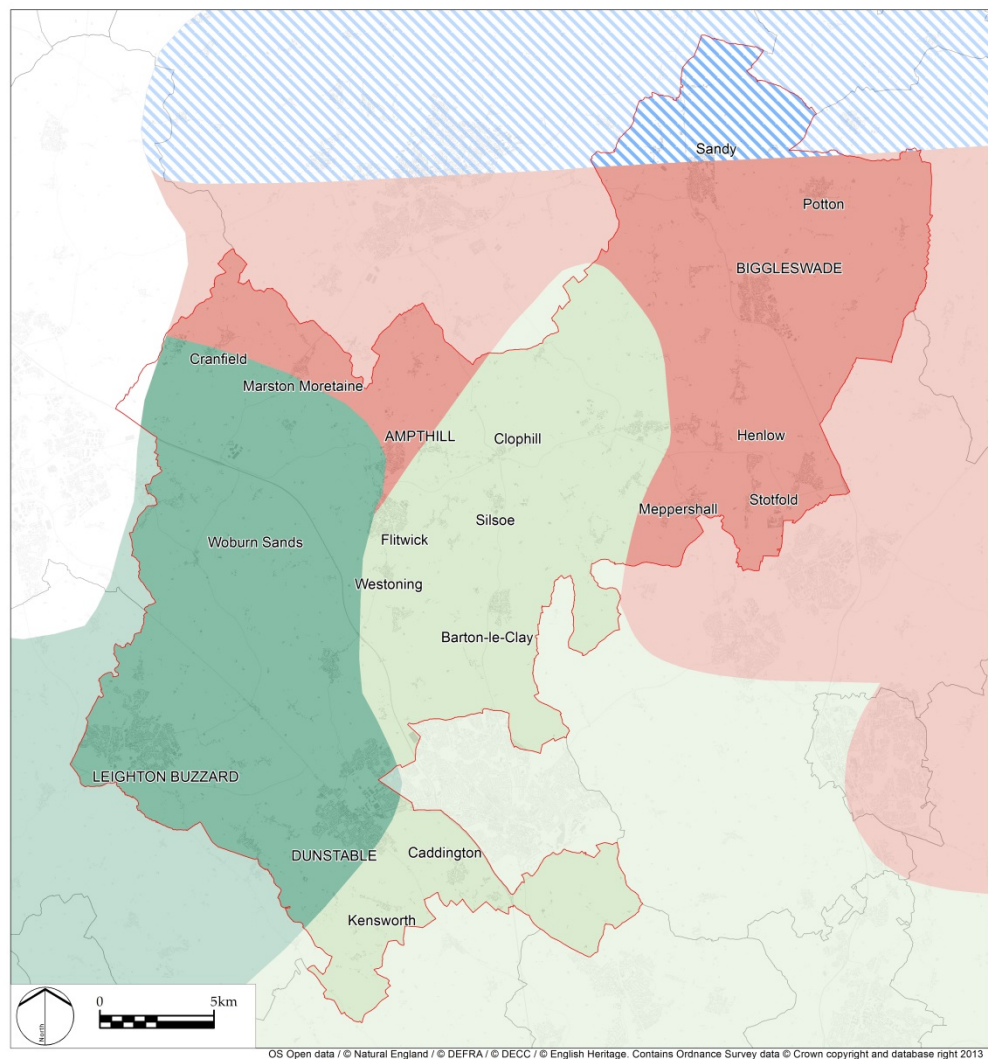 Sandy
Potton
BIGGLESWADE
Cranfield
Marston Moretaine
AMPTHILL
Clophill
Henlow
Stotfold
Meppershall
Silsoe
Flitwick
Woburn Sands
Westoning
Barton-le-Clay
LEIGHTON BUZZARD
DUNSTABLE
Caddington
Kensworth
North
0
5km
OS Open data / © Natural England / © DEFRA / © DECC / © English Heritage. Contains Ordnance Survey data © Crown copyright and database right 2013